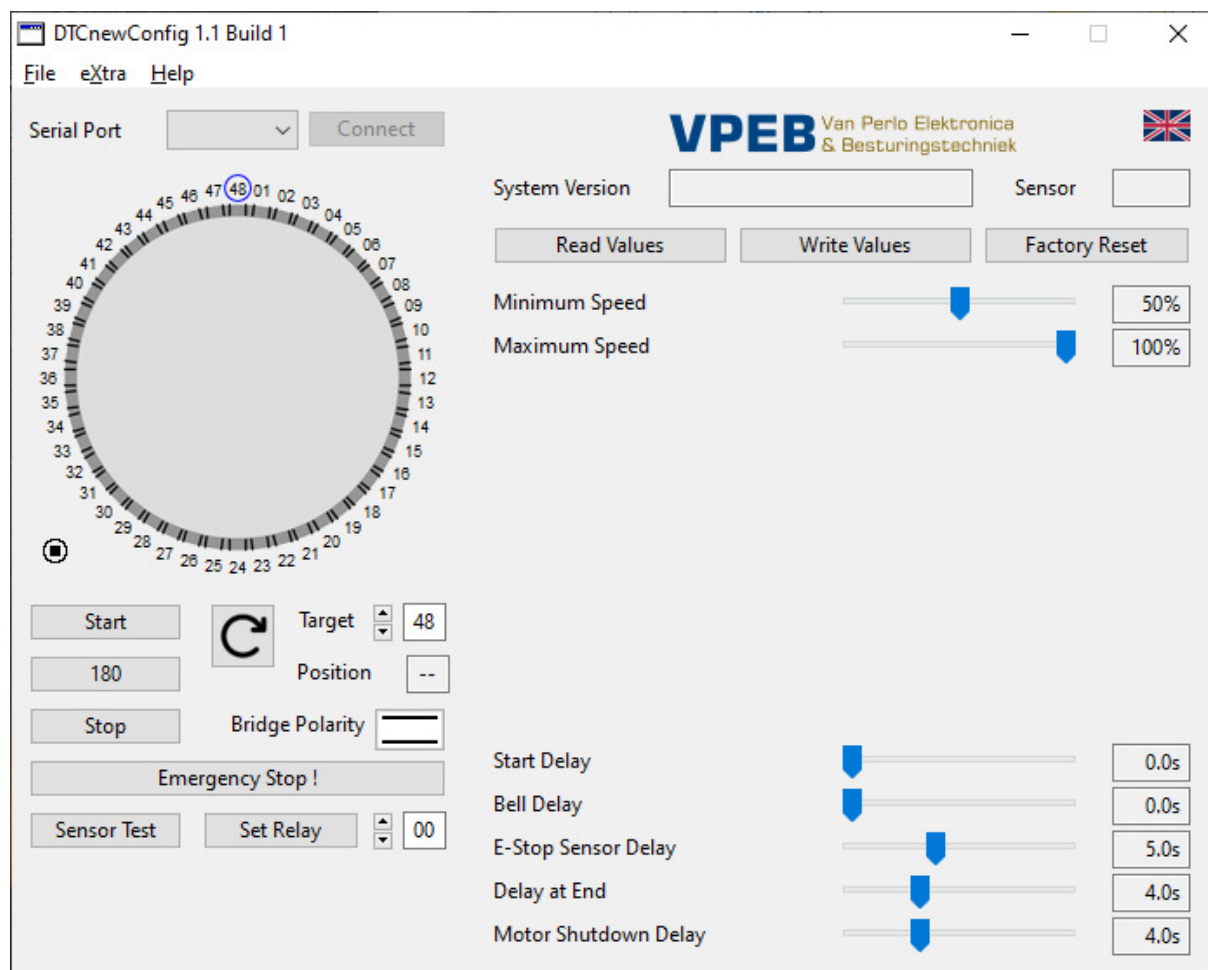 DTCnewConfig 1.1 Build 1
File eXtra Help
Serial Port Connect
VPEB Van Perlo Elektronica
& Besturingstechniek
47 48 01 02 03 04 05 06 07 08 09 10 11 12 13 14 15 16 17 18 19 20 21 22 23 24 25 26 27 28 29 30 31 32 33 34 35 36 37 38 39 40 41 42 43 44 45 46
Start
Target 48
180
Position --
Stop
Bridge Polarity
Emergency Stop !
Sensor Test Set Relay 00
System Version Sensor
Read Values Write Values Factory Reset
Minimum Speed 50%
Maximum Speed 100%
Start Delay 0.0s
Bell Delay 0.0s
E-Stop Sensor Delay 5.0s
Delay at End 4.0s
Motor Shutdown Delay 4.0s